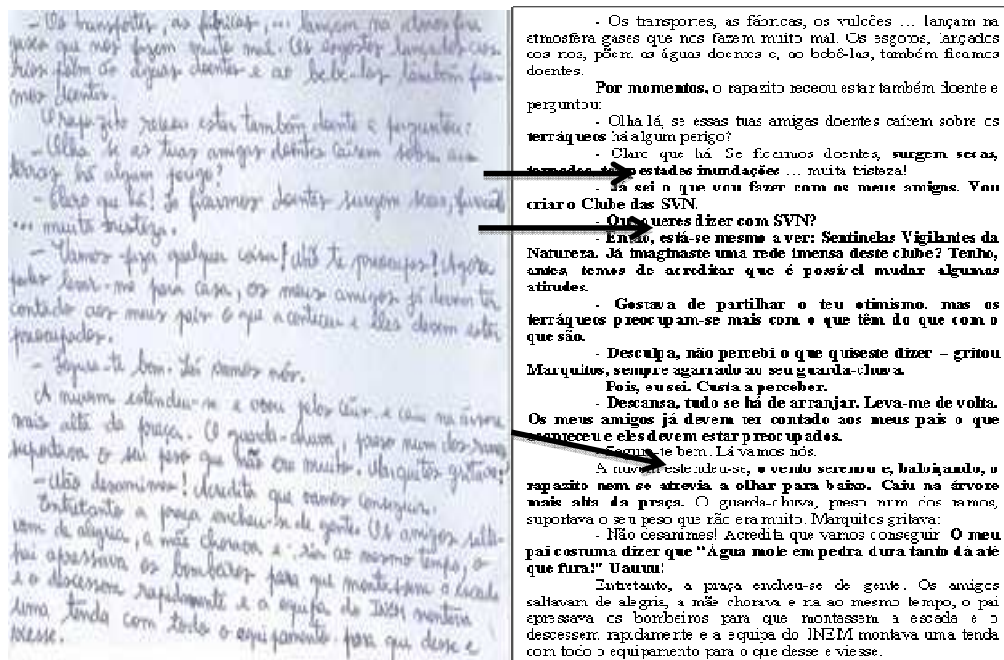 - Os transportes, as fábricas, ... lançam na atmosfera
gases que nos fazem muito mal. Os esgotos lançados aos
rios põem as águas doentes e ao bebe-las também fica-
mos doentes.
O rapazito receou estar também doente e perguntou:
- Olha se as tuas amigas doentes cairem sobre aos
terras há algum perigo?
- Claro que há! Se ficarmos doentes surgem secas,
... muita tristeza.
- Vamos faza qualquer coisa! Não te preocupes! Agora
podes levar-me para casa, os meus amigos já devem ter
contado aos meus pais o que aconteceu e eles devem estar
preocupados.
- Segura-te bem. Lá vamos nós.
A nuvem estendeu-se e voou pelos céus e caiu na árvore
mais alta da praça. O guarda-chuva, preso num dos ramos
suportava o seu peso que não era muito. Marquitos gritava:
- Não desanimes! Acredita que vamos conseguir.
Entretanto a praça encheu-se de gente. Os amigos salta-
vam de alegria, a mãe chorava e ria ao mesmo tempo, o
pai apressava os bombeiros para que montassem a escada
e o descessem rapidamente e a equipa do INEM montava
uma tenda com todo o equipamento para que desse e
viesse.
- Os transportes, as fábricas, os vulcões ... lançam na
atmosfera gases que nos fazem muito mal. Os esgotos, lançados
aos rios, põem as águas doentes e, ao bebê-las, também ficamos
doentes.
Por momentos, o rapazito receou estar também doente e
perguntou:
- Olha lá, se essas tuas amigas doentes caírem sobre os
terráqueos há algum perigo?
- Claro que há. Se ficarmos doentes, surgem secas,
tornados, tempestades inundações ... muita tristeza!
- Já sei o que vou fazer com os meus amigos. Vou
criar o Clube das SVN.
- Que queres dizer com SVN?
- Então, está-se mesmo a ver: Sentinelas Vigilantes da
Natureza. Já imaginaste uma rede imensa deste clube? Tenho,
antes, temos de acreditar que é possível mudar algumas
atitudes.
- Gostava de partilhar o teu otimismo, mas os
terráqueos preocupam-se mais com o que têm do que com o
que são.
- Desculpa, não percebi o que quiseste dizer – gritou
Marquitos, sempre agarrado ao seu guarda-chuva.
Pois, eu sei. Custa a perceber.
- Descansa, tudo se há de arranjar. Leva-me de volta.
Os meus amigos já devem ter contado aos meus pais o que
aconteceu e eles devem estar preocupados.
- Segura-te bem. Lá vamos nós.
A nuvem estendeu-se, o vento serenou e, baloiçando, o
rapazito nem se atrevia a olhar para baixo. Caiu na árvore
mais alta da praça. O guarda-chuva, preso num dos ramos,
suportava o seu peso que não era muito. Marquitos gritava:
- Não desanimes! Acredita que vamos conseguir. O meu
pai costuma dizer que "Água mole em pedra dura tanto dá até
que fura!" Uauuu!
Entretanto, a praça encheu-se de gente. Os amigos
saltavam de alegria, a mãe chorava e ria ao mesmo tempo, o pai
apressava os bombeiros para que montassem a escada e o
descessem rapidamente e a equipa do INEM montava uma tenda
com todo o equipamento para o que desse e viesse.